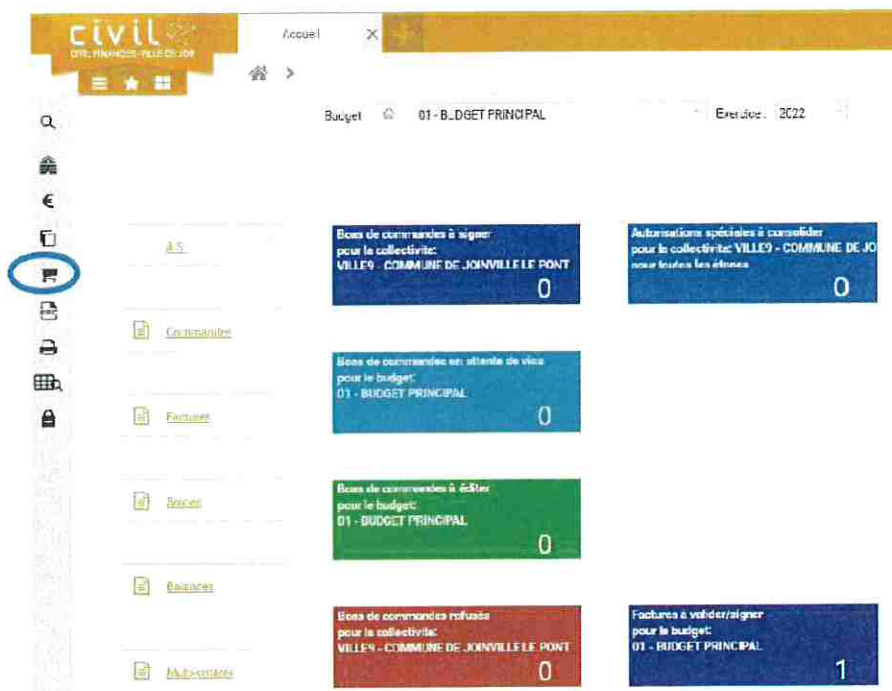 civil
CIVIL FINANCES - VILLE DE JOI
Accueil
Budget 01 - BUDGET PRINCIPAL Exercice : 2022
A.S.
Bons de commandes à signer
pour la collectivité:
VILLE9 - COMMUNE DE JOINVILLE LE PONT
0
Autorisations spéciales à consolider
pour la collectivité: VILLE9 - COMMUNE DE JO
pour toutes les étapes
0
Commandes
Bons de commandes en attente de visa
pour le budget:
01 - BUDGET PRINCIPAL
0
Factures
Bons de commandes à éditer
pour le budget:
01 - BUDGET PRINCIPAL
0
Balances
Bons de commandes refusés
pour la collectivité:
VILLE9 - COMMUNE DE JOINVILLE LE PONT
0
Factures à valider/signer
pour le budget:
01 - BUDGET PRINCIPAL
1
Multi-critères